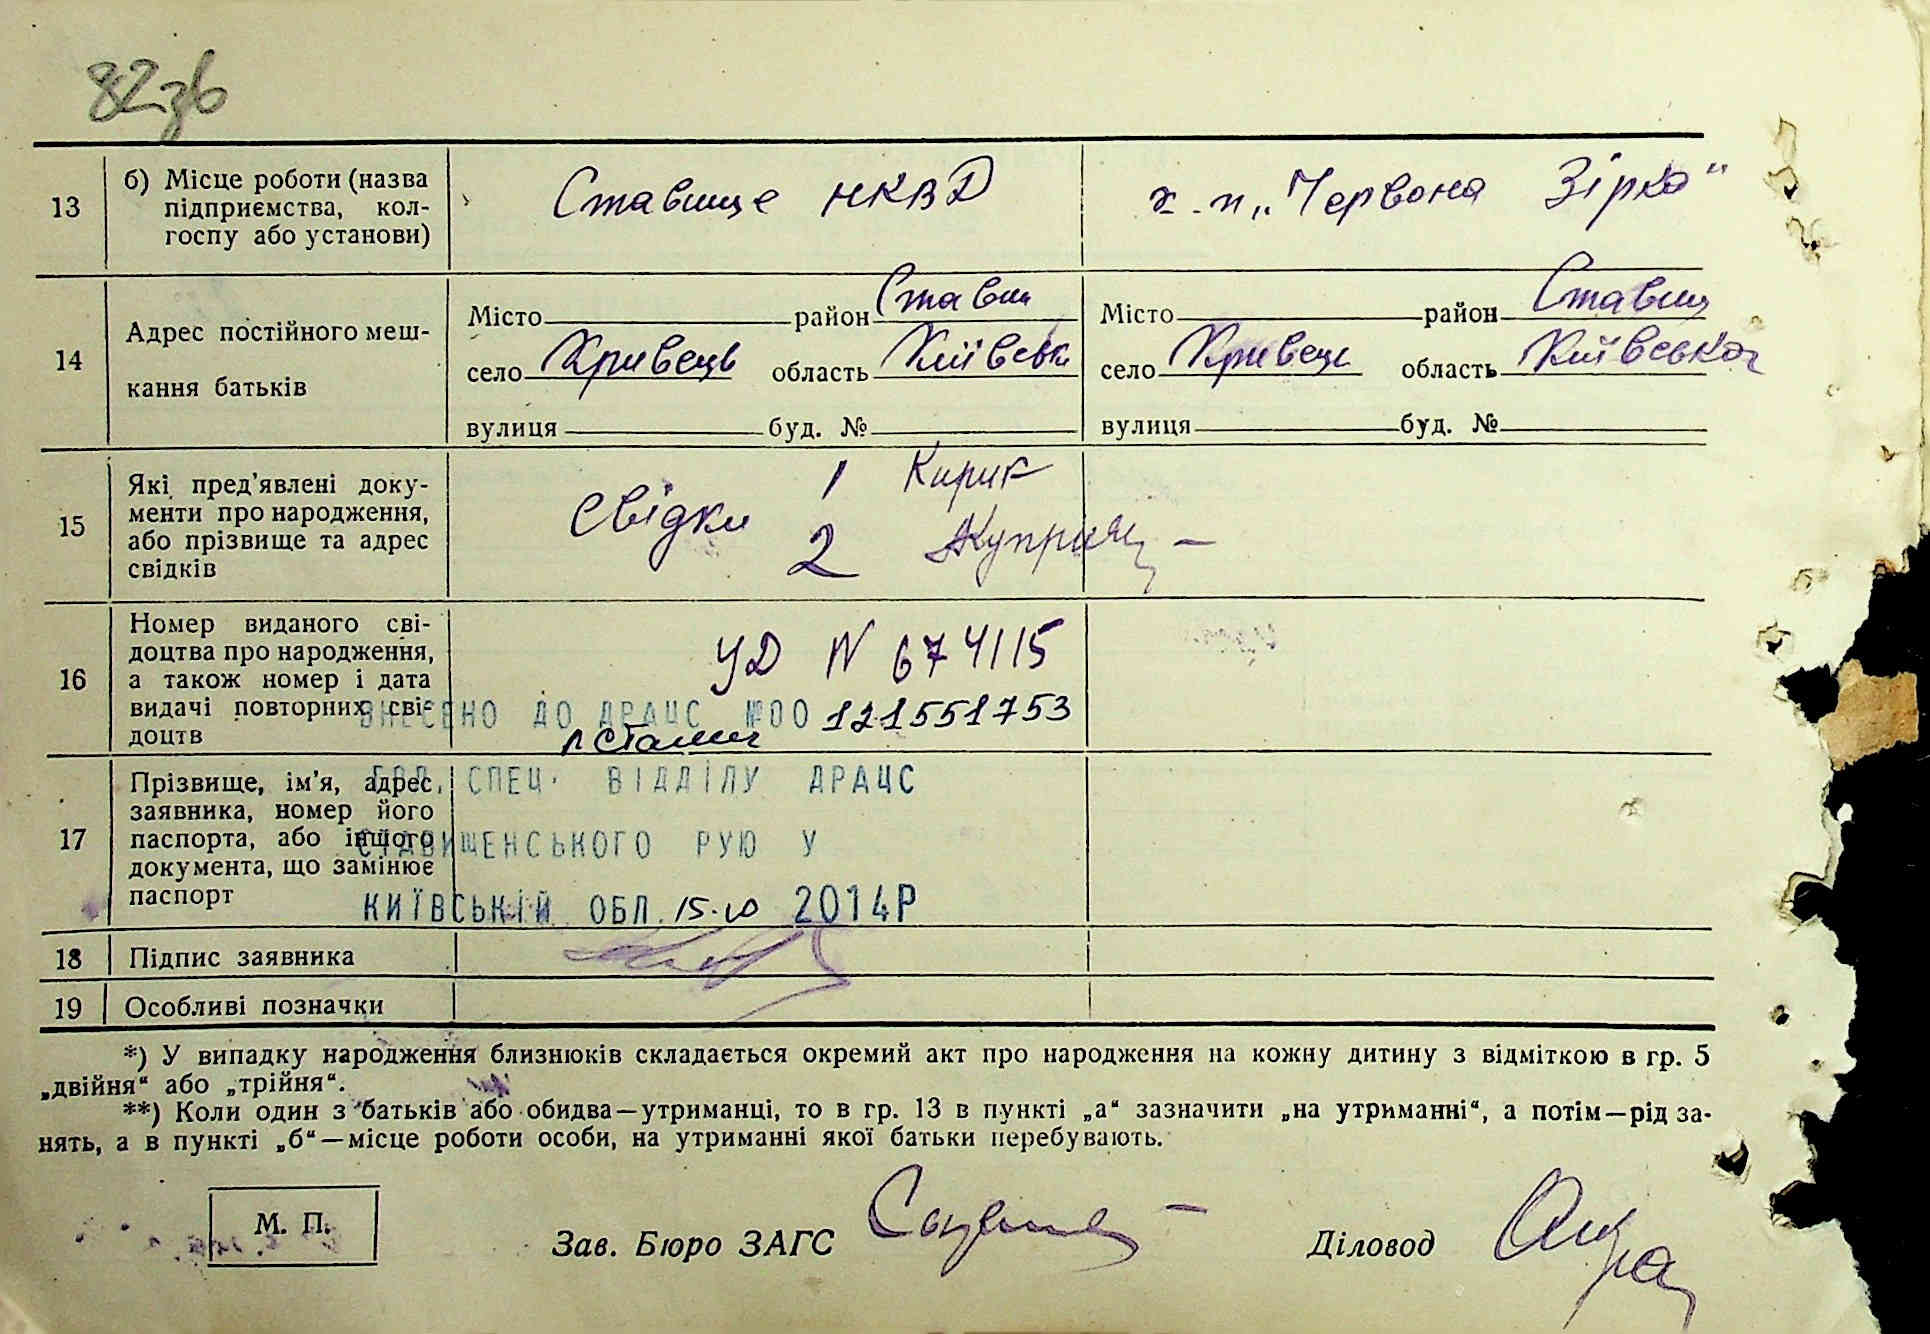 82зв
13 б) Місце роботи (назва
підприємства, кол-
госпу або установи)
Ставище НКВД
к-п „Червона Зірка“
14 Адрес постійного меш-
кання батьків
Місто район Ставищ
село Кривець область Київськ
вулиця буд. №
Місто район Ставищ
село Кривець область Київська
вулиця буд. №
15 Які пред'явлені доку-
менти про народження,
або прізвище та адрес
свідків
Свідки 1 Кирик
2
16 Номер виданого сві-
доцтва про народження,
а також номер і дата
видачі повторних сві-
доцтв
УД N 674115
ВНЕСЕНО ДО ДРАЦС №00 121551753
17 Прізвище, ім'я, адрес
заявника, номер його
паспорта, або іншого
документа, що замінює
паспорт
СПЕЦ. ВІДДІЛУ ДРАЦС
СТАВИЩЕНСЬКОГО РУЮ У
КИЇВСЬКІЙ ОБЛ. 15.10 2014Р
18 Підпис заявника
19 Особливі позначки
*) У випадку народження близнюків складається окремий акт про народження на кожну дитину з відміткою в гр. 5
„двійня“ або „трійня“.
**) Коли один з батьків або обидва—утриманці, то в гр. 13 в пункті „а“ зазначити „на утриманні“, а потім—рід за-
нять, а в пункті „б“—місце роботи особи, на утриманні якої батьки перебувають.
М. П.
Зав. Бюро ЗАГС
Діловод